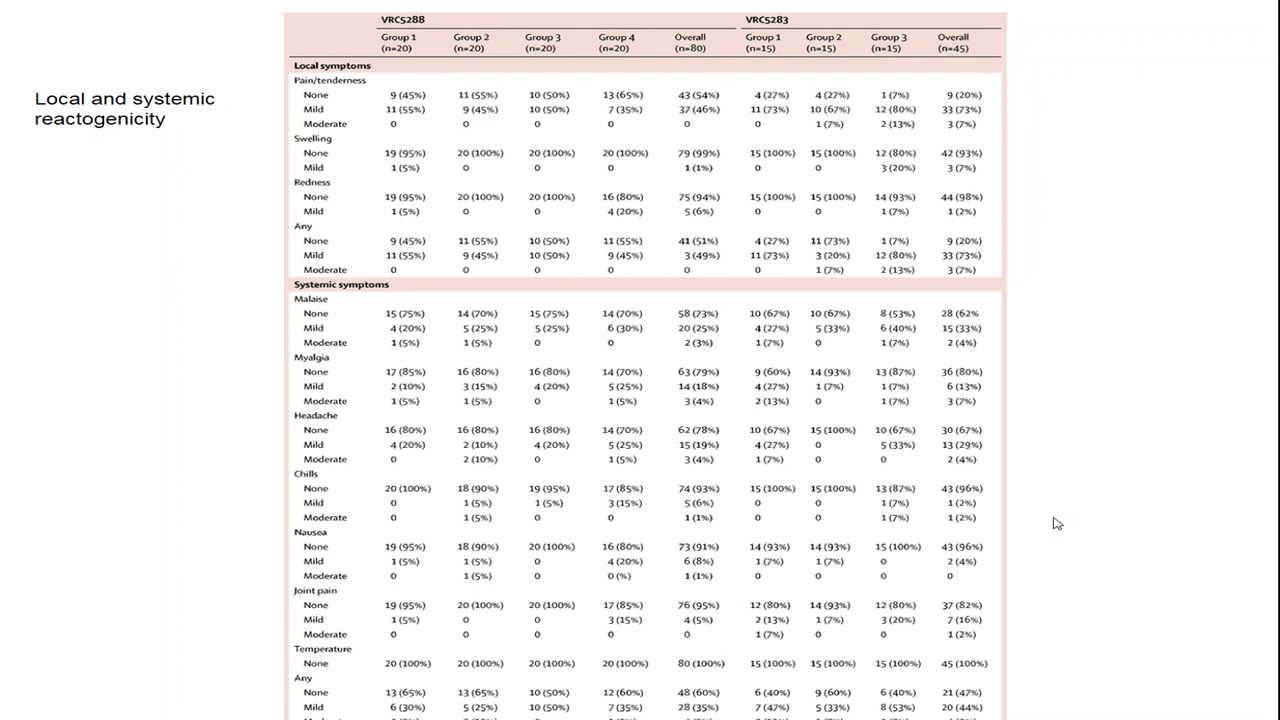 Local and systemic
reactogenicity
VRC5288 VRC5283
Group 1 Group 2 Group 3 Group 4 Overall Group 1 Group 2 Group 3 Overall
(n=20) (n=20) (n=20) (n=20) (n=80) (n=15) (n=15) (n=15) (n=45)
Local symptoms
Pain/tenderness
None 9 (45%) 11 (55%) 10 (50%) 13 (65%) 43 (54%) 4 (27%) 4 (27%) 1 (7%) 9 (20%)
Mild 11 (55%) 9 (45%) 10 (50%) 7 (35%) 37 (46%) 11 (73%) 10 (67%) 12 (80%) 33 (73%)
Moderate 0 0 0 0 0 0 1 (7%) 2 (13%) 3 (7%)
Swelling
None 19 (95%) 20 (100%) 20 (100%) 20 (100%) 79 (99%) 15 (100%) 15 (100%) 12 (80%) 42 (93%)
Mild 1 (5%) 0 0 0 1 (1%) 0 0 3 (20%) 3 (7%)
Redness
None 19 (95%) 20 (100%) 20 (100%) 16 (80%) 75 (94%) 15 (100%) 15 (100%) 14 (93%) 44 (98%)
Mild 1 (5%) 0 0 4 (20%) 5 (6%) 0 0 1 (7%) 1 (2%)
Any
None 9 (45%) 11 (55%) 10 (50%) 11 (55%) 41 (51%) 4 (27%) 11 (73%) 1 (7%) 9 (20%)
Mild 11 (55%) 9 (45%) 10 (50%) 9 (45%) 3 (49%) 11 (73%) 3 (20%) 12 (80%) 33 (73%)
Moderate 0 0 0 0 0 0 1 (7%) 2 (13%) 3 (7%)
Systemic symptoms
Malaise
None 15 (75%) 14 (70%) 15 (75%) 14 (70%) 58 (73%) 10 (67%) 10 (67%) 8 (53%) 28 (62%
Mild 4 (20%) 5 (25%) 5 (25%) 6 (30%) 20 (25%) 4 (27%) 5 (33%) 6 (40%) 15 (33%)
Moderate 1 (5%) 1 (5%) 0 0 2 (3%) 1 (7%) 0 1 (7%) 2 (4%)
Myalgia
None 17 (85%) 16 (80%) 16 (80%) 14 (70%) 63 (79%) 9 (60%) 14 (93%) 13 (87%) 36 (80%)
Mild 2 (10%) 3 (15%) 4 (20%) 5 (25%) 14 (18%) 4 (27%) 1 (7%) 1 (7%) 6 (13%)
Moderate 1 (5%) 1 (5%) 0 1 (5%) 3 (4%) 2 (13%) 0 1 (7%) 3 (7%)
Headache
None 16 (80%) 16 (80%) 16 (80%) 14 (70%) 62 (78%) 10 (67%) 15 (100%) 10 (67%) 30 (67%)
Mild 4 (20%) 2 (10%) 4 (20%) 5 (25%) 15 (19%) 4 (27%) 0 5 (33%) 13 (29%)
Moderate 0 2 (10%) 0 1 (5%) 3 (4%) 1 (7%) 0 0 2 (4%)
Chills
None 20 (100%) 18 (90%) 19 (95%) 17 (85%) 74 (93%) 15 (100%) 15 (100%) 13 (87%) 43 (96%)
Mild 0 1 (5%) 1 (5%) 3 (15%) 5 (6%) 0 0 1 (7%) 1 (2%)
Moderate 0 1 (5%) 0 0 1 (1%) 0 0 1 (7%) 1 (2%)
Nausea
None 19 (95%) 18 (90%) 20 (100%) 16 (80%) 73 (91%) 14 (93%) 14 (93%) 15 (100%) 43 (96%)
Mild 1 (5%) 1 (5%) 0 4 (20%) 6 (8%) 1 (7%) 1 (7%) 0 2 (4%)
Moderate 0 1 (5%) 0 0 (%) 1 (1%) 0 0 0 0
Joint pain
None 19 (95%) 20 (100%) 20 (100%) 17 (85%) 76 (95%) 12 (80%) 14 (93%) 12 (80%) 37 (82%)
Mild 1 (5%) 0 0 3 (15%) 4 (5%) 2 (13%) 1 (7%) 3 (20%) 7 (16%)
Moderate 0 0 0 0 0 1 (7%) 0 0 1 (2%)
Temperature
None 20 (100%) 20 (100%) 20 (100%) 20 (100%) 80 (100%) 15 (100%) 15 (100%) 15 (100%) 45 (100%)
Any
None 13 (65%) 13 (65%) 10 (50%) 12 (60%) 48 (60%) 6 (40%) 9 (60%) 6 (40%) 21 (47%)
Mild 6 (30%) 5 (25%) 10 (50%) 7 (35%) 28 (35%) 7 (47%) 5 (33%) 8 (53%) 20 (44%)